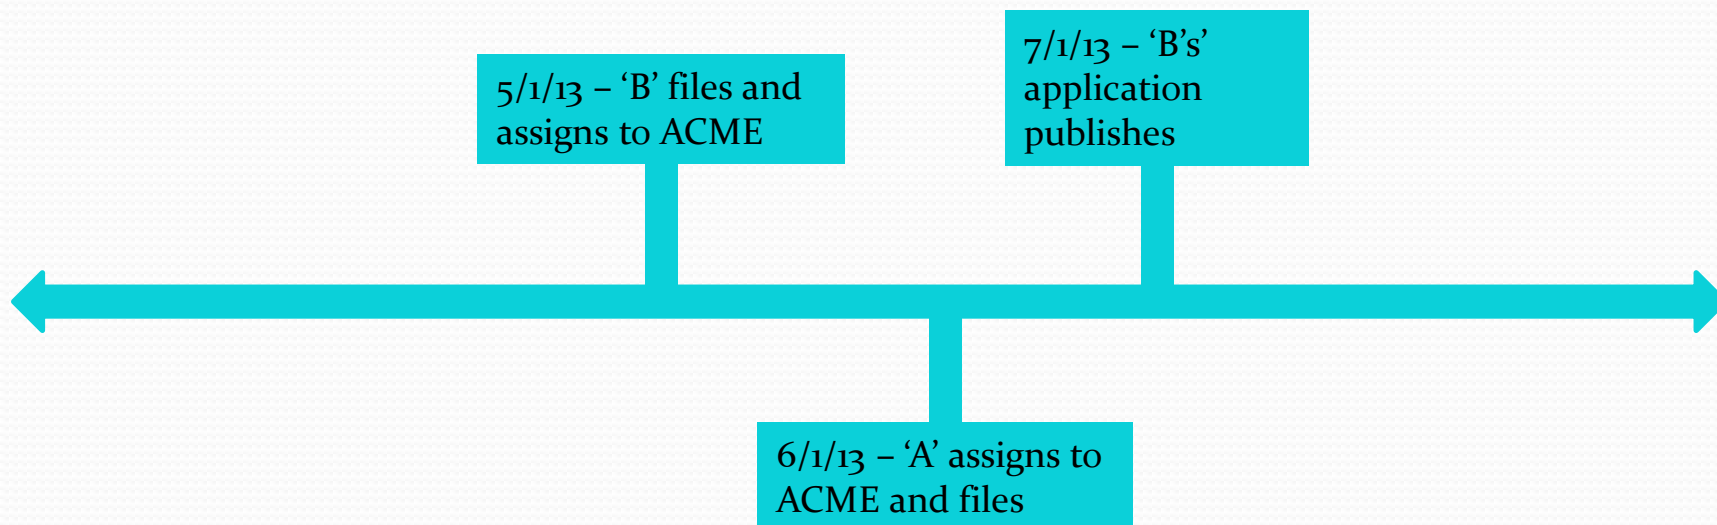 5/1/13 – ‘B’ files and
assigns to ACME
7/1/13 – ‘B’s’
application
publishes
6/1/13 – ‘A’ assigns to
ACME and files